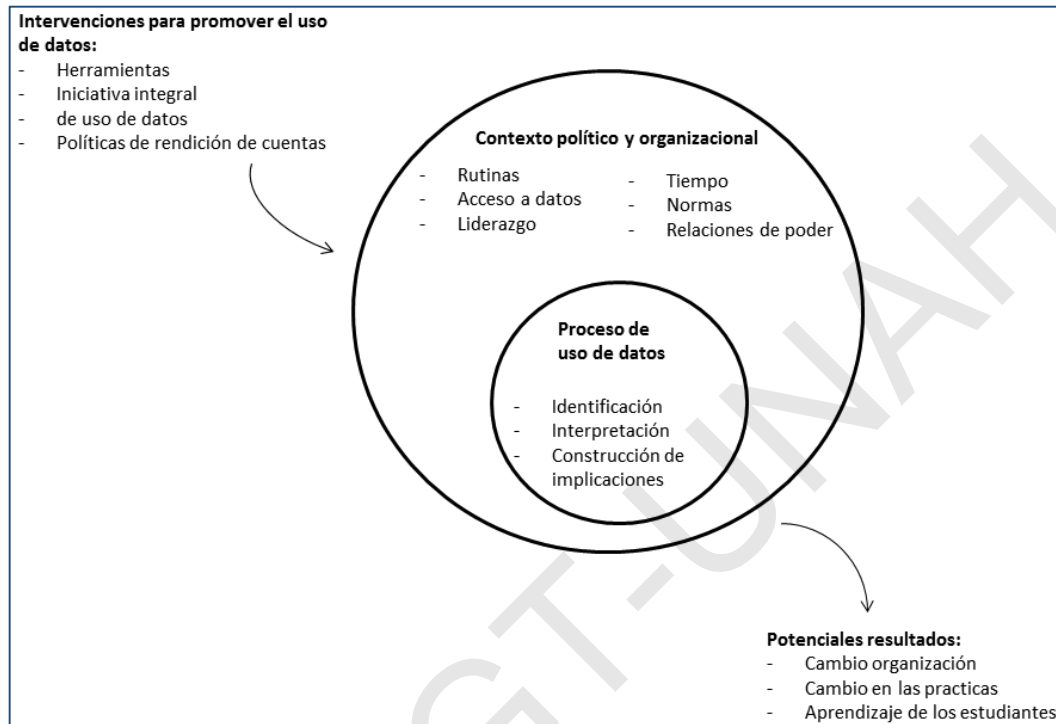 Intervenciones para promover el uso
de datos:
- Herramientas
- Iniciativa integral
- de uso de datos
- Políticas de rendición de cuentas
Contexto político y organizacional
- Rutinas
- Acceso a datos
- Liderazgo
- Tiempo
- Normas
- Relaciones de poder
Proceso de
uso de datos
- Identificación
- Interpretación
- Construcción de
implicaciones
Potenciales resultados:
- Cambio organización
- Cambio en las practicas
- Aprendizaje de los estudiantes
GT-UNAH